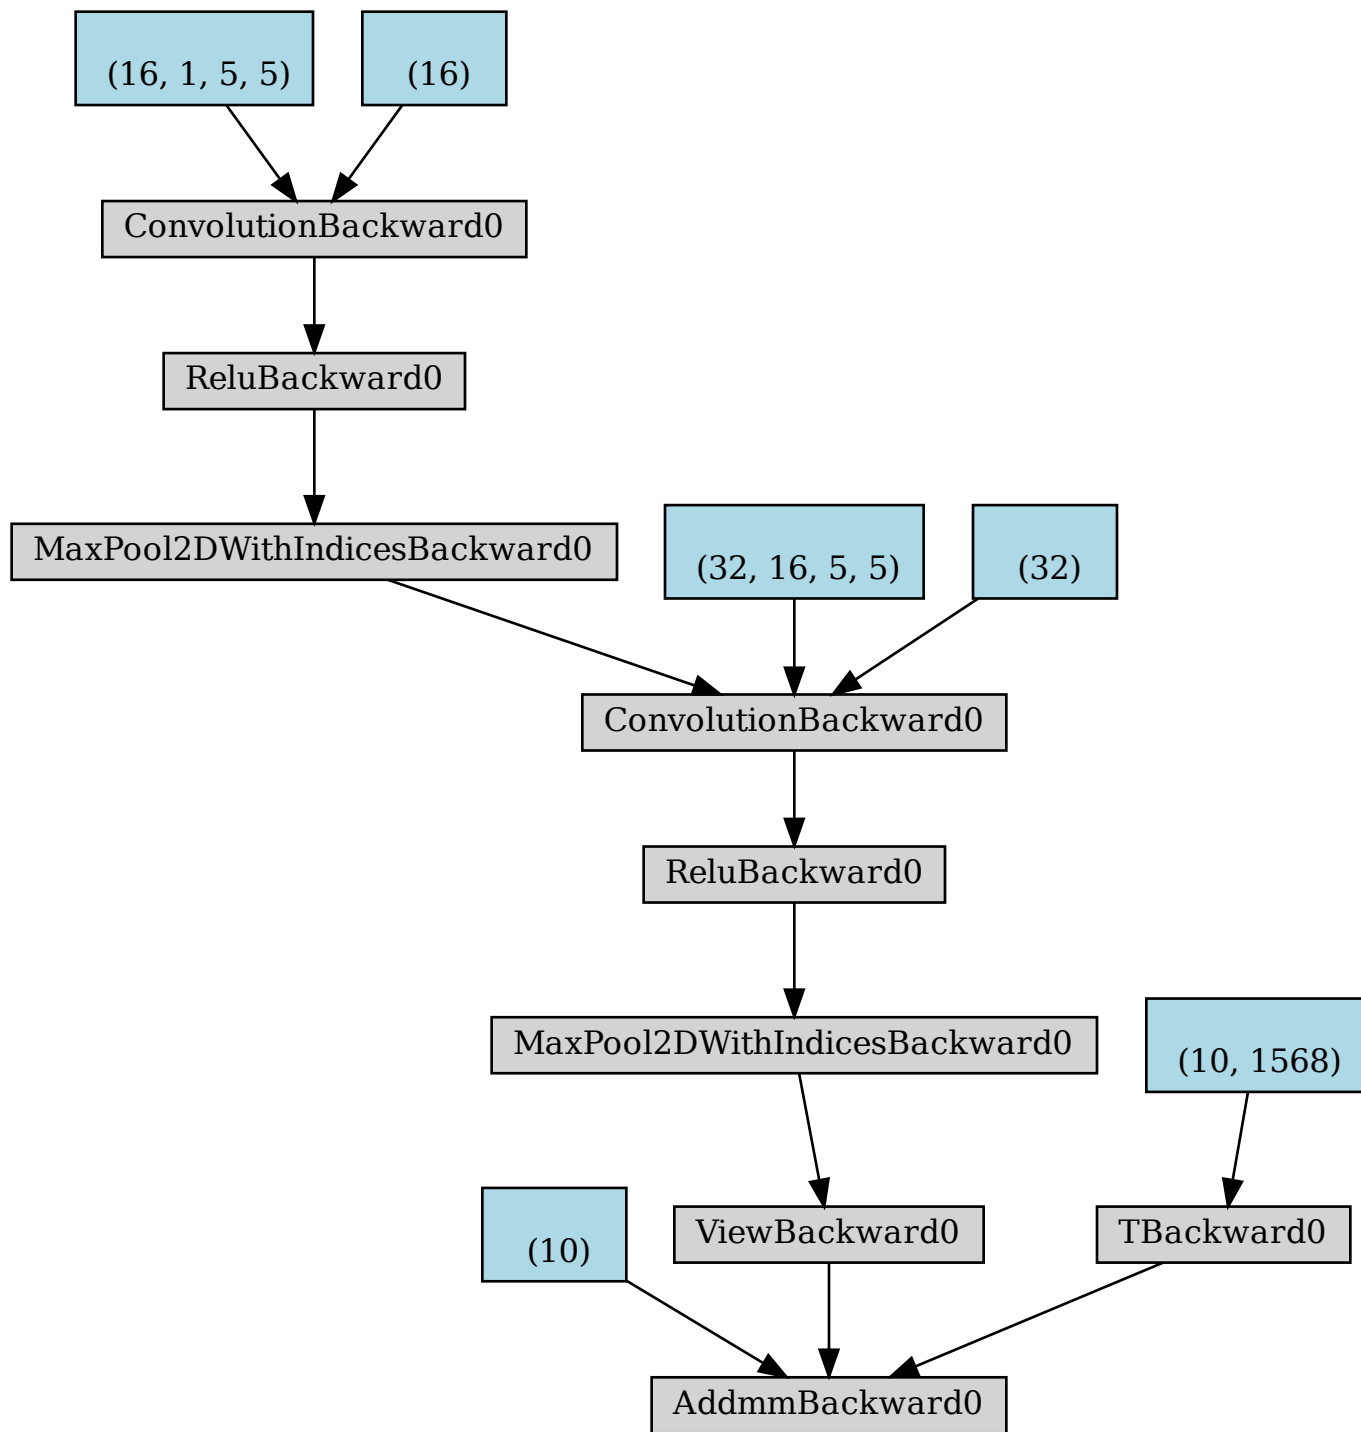 (16, 1, 5, 5)
(16)
ConvolutionBackward0
ReluBackward0
MaxPool2DWithIndicesBackward0
(32, 16, 5, 5)
(32)
ConvolutionBackward0
ReluBackward0
MaxPool2DWithIndicesBackward0
(10, 1568)
(10)
ViewBackward0
TBackward0
AddmmBackward0